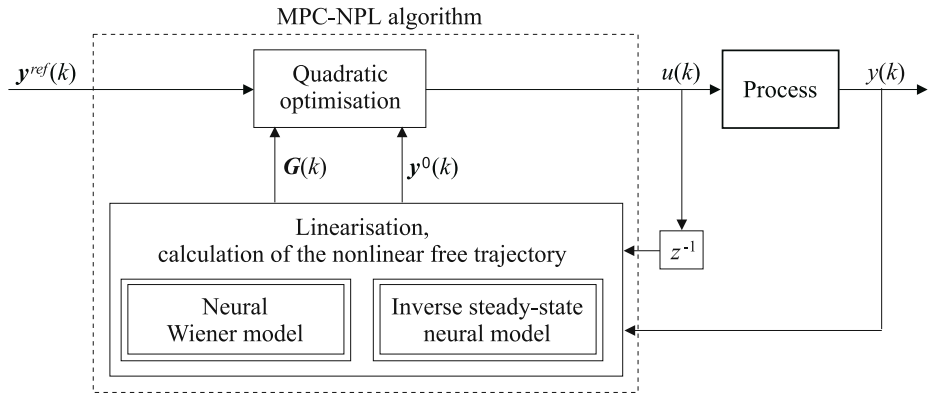 MPC-NPL algorithm
y^ref(k)
Quadratic
optimisation
u(k)
Process
y(k)
G(k)
y^0(k)
Linearisation,
calculation of the nonlinear free trajectory
z^-1
Neural
Wiener model
Inverse steady-state
neural model